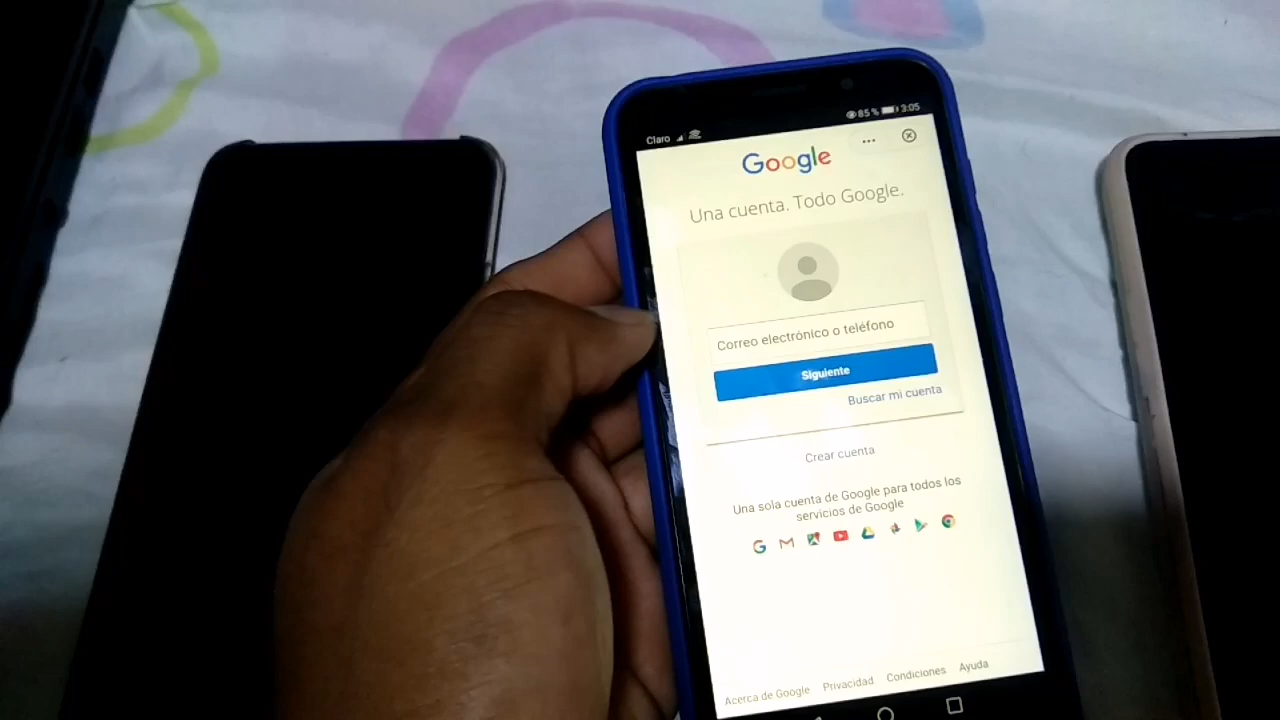 Claro
85 %
3:05
Google
Una cuenta. Todo Google.
Correo electrónico o teléfono
Siguiente
Buscar mi cuenta
Crear cuenta
Una sola cuenta de Google para todos los
servicios de Google
Acerca de Google Privacidad Condiciones Ayuda